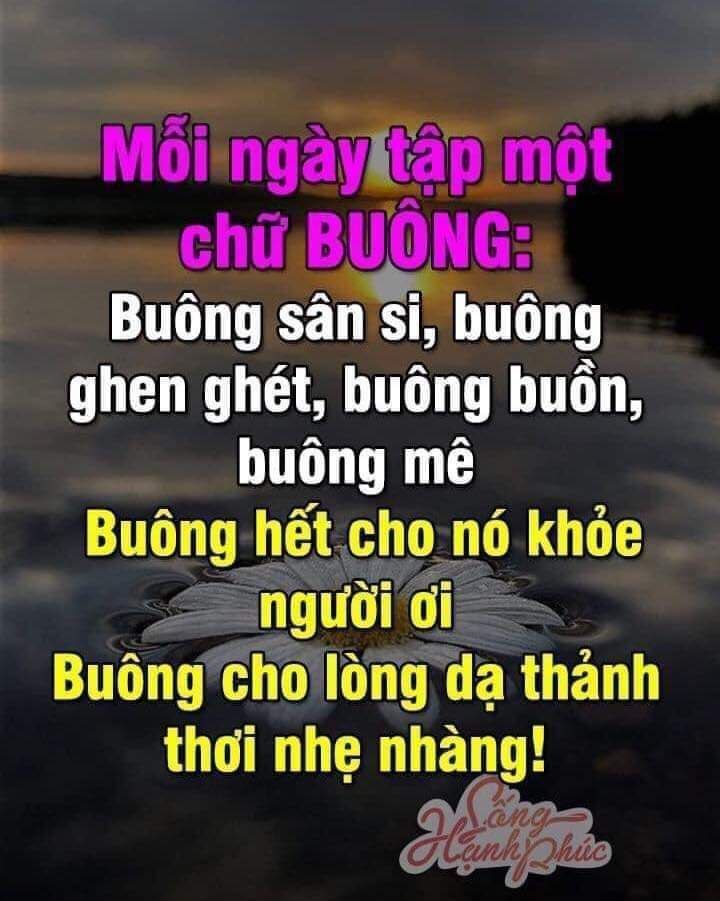 Mỗi ngày tập một
chữ BUÔNG:
Buông sân si, buông
ghen ghét, buông buồn,
buông mê
Buông hết cho nó khỏe
người ơi
Buông cho lòng dạ thảnh
thơi nhẹ nhàng!
Sống
Hạnh Phúc